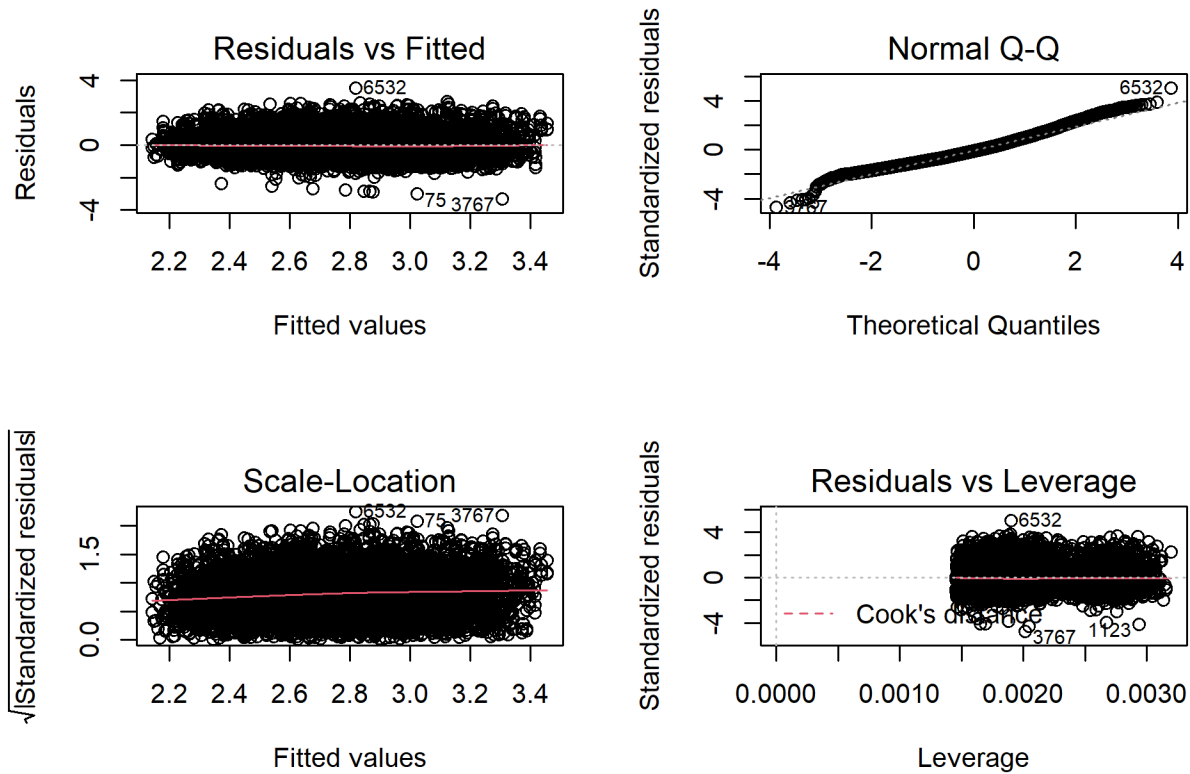 Residuals vs Fitted
Residuals
4
0
-4
6532
75
3767
2.2 2.4 2.6 2.8 3.0 3.2 3.4
Fitted values
Normal Q-Q
Standardized residuals
4
0
-4
6532
3767
-4 -2 0 2 4
Theoretical Quantiles
Scale-Location
√|Standardized residuals|
1.5
0.0
6532
75
3767
2.2 2.4 2.6 2.8 3.0 3.2 3.4
Fitted values
Residuals vs Leverage
Standardized residuals
4
0
-4
6532
Cook's distance
3767
1123
0.0000 0.0010 0.0020 0.0030
Leverage